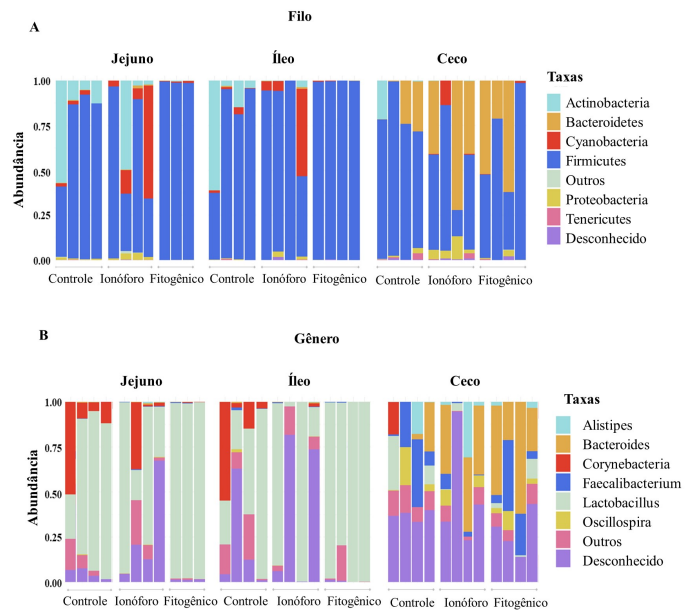 Filo
A
Jejuno
Íleo
Ceco
Taxas
Abundância
1.00
0.75
0.50
0.25
0.00
Actinobacteria
Bacteroidetes
Cyanobacteria
Firmicutes
Outros
Proteobacteria
Tenericutes
Desconhecido
Controle Ionóforo Fitogênico
Controle Ionóforo Fitogênico
Controle Ionóforo Fitogênico
B
Gênero
Jejuno
Íleo
Ceco
Taxas
Abundância
1.00
0.75
0.50
0.25
0.00
Alistipes
Bacteroides
Corynebacteria
Faecalibacterium
Lactobacillus
Oscillospira
Outros
Desconhecido
Controle Ionóforo Fitogênico
Controle Ionóforo Fitogênico
Controle Ionóforo Fitogênico